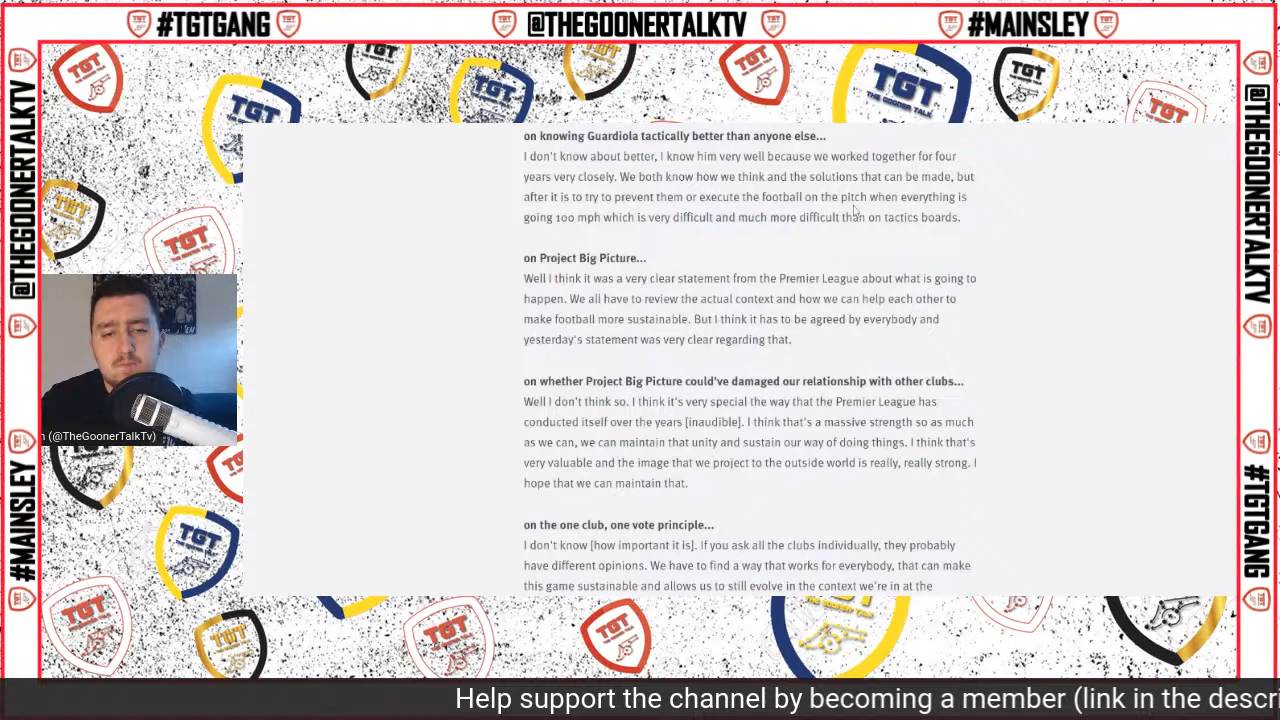 #TGTGANG
@THEGOONERTALKTV
#MAINSLEY
@THEGOONERTALKTV
#MAINSLEY
@THEGOONERTALKTV
#TGTGANG
TGT
THE GOONER TALK
TGT
on knowing Guardiola tactically better than anyone else...
I don't know about better, I know him very well because we worked together for four
years very closely. We both know how we think and the solutions that can be made, but
after it is to try to prevent them or execute the football on the pitch when everything is
going 100 mph which is very difficult and much more difficult than on tactics boards.
on Project Big Picture...
Well I think it was a very clear statement from the Premier League about what is going to
happen. We all have to review the actual context and how we can help each other to
make football more sustainable. But I think it has to be agreed by everybody and
yesterday's statement was very clear regarding that.
on whether Project Big Picture could've damaged our relationship with other clubs...
Well I don't think so. I think it's very special the way that the Premier League has
conducted itself over the years [inaudible]. I think that's a massive strength so as much
as we can, we can maintain that unity and sustain our way of doing things. I think that's
very valuable and the image that we project to the outside world is really, really strong. I
hope that we can maintain that.
on the one club, one vote principle...
I don't know [how important it is]. If you ask all the clubs individually, they probably
have different opinions. We have to find a way that works for everybody, that can make
this game sustainable and allows us to still evolve in the context we're in at the
(@TheGoonerTalkTv)
Help support the channel by becoming a member (link in the descr